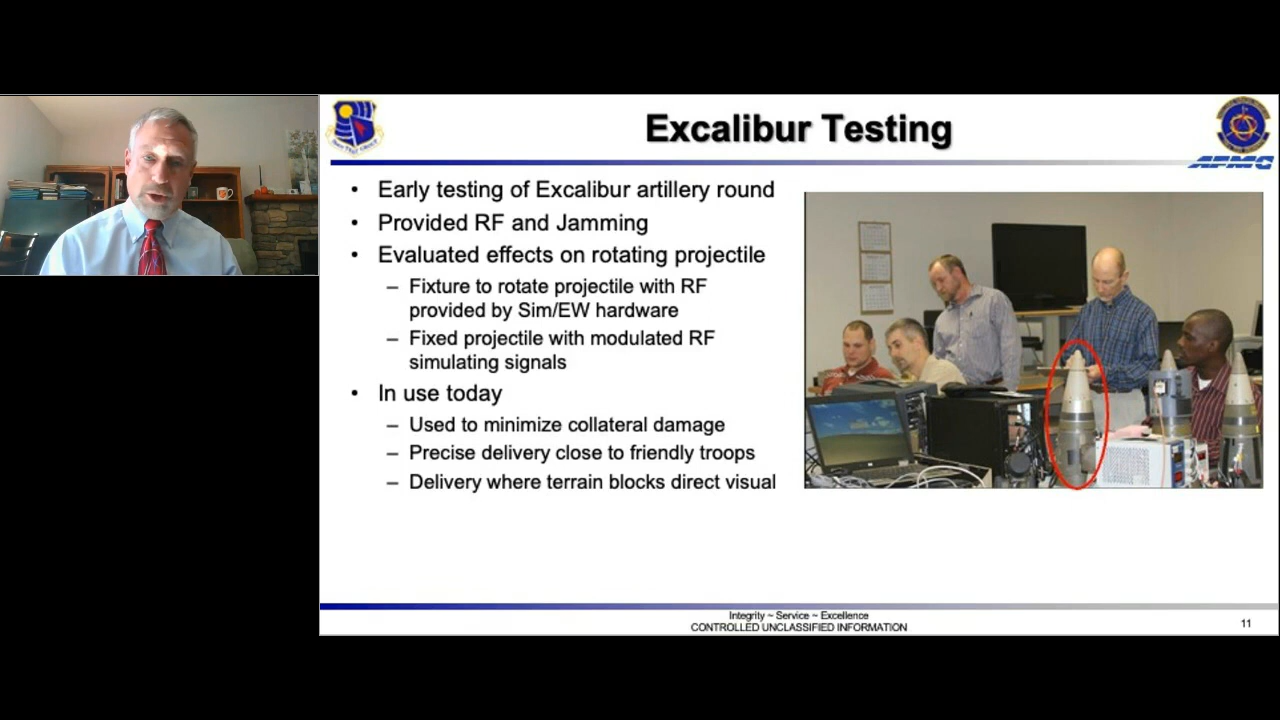 Excalibur Testing
AFMC
• Early testing of Excalibur artillery round
• Provided RF and Jamming
• Evaluated effects on rotating projectile
– Fixture to rotate projectile with RF
provided by Sim/EW hardware
– Fixed projectile with modulated RF
simulating signals
• In use today
– Used to minimize collateral damage
– Precise delivery close to friendly troops
– Delivery where terrain blocks direct visual
Integrity ~ Service ~ Excellence
CONTROLLED UNCLASSIFIED INFORMATION
11